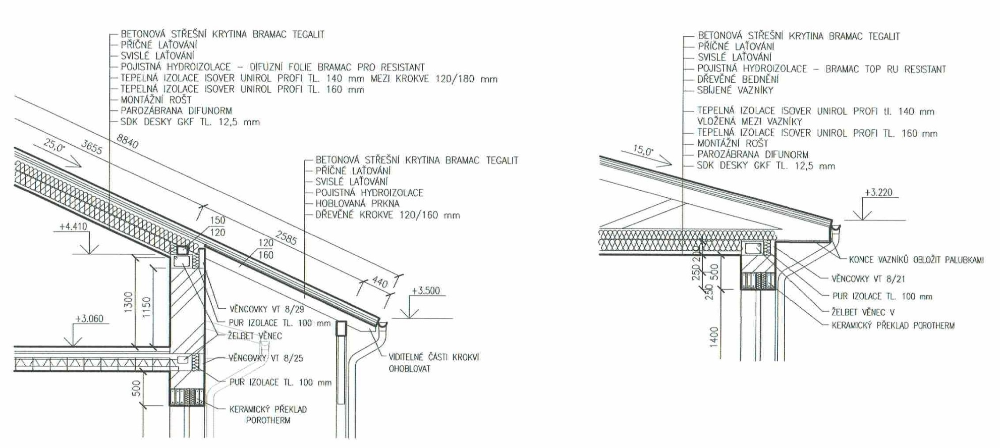 BETONOVÁ STŘEŠNÍ KRYTINA BRAMAC TEGALIT
PŘÍČNÉ LAŤOVÁNÍ
SVISLÉ LAŤOVÁNÍ
POJISTNÁ HYDROIZOLACE - DIFUZNÍ FOLIE BRAMAC PRO RESISTANT
TEPELNÁ IZOLACE ISOVER UNIROL PROFI TL. 140 mm MEZI KROKVE 120/180 mm
TEPELNÁ IZOLACE ISOVER UNIROL PROFI TL. 160 mm
MONTÁŽNÍ ROŠT
PAROZÁBRANA DIFUNORM
SDK DESKY GKF TL. 12,5 mm
25,0°
3655
8840
BETONOVÁ STŘEŠNÍ KRYTINA BRAMAC TEGALIT
PŘÍČNÉ LAŤOVÁNÍ
SVISLÉ LAŤOVÁNÍ
POJISTNÁ HYDROIZOLACE
HOBLOVANÁ PRKNA
DŘEVĚNÉ KROKVE 120/160 mm
150
120
+4.410
2585
120
160
440
+3.500
1300
1150
+3.060
VĚNCOVKY VT 8/29
PUR IZOLACE TL. 100 mm
ŽELBET VĚNEC
VĚNCOVKY VT 8/25
VIDITELNÉ ČÁSTI KROKVÍ
OHOBLOVAT
PUR IZOLACE TL. 100 mm
500
KERAMICKÝ PŘEKLAD
POROTHERM
BETONOVÁ STŘEŠNÍ KRYTINA BRAMAC TEGALIT
PŘÍČNÉ LAŤOVÁNÍ
SVISLÉ LAŤOVÁNÍ
POJISTNÁ HYDROIZOLACE - BRAMAC TOP RU RESISTANT
DŘEVĚNÉ BEDNĚNÍ
SBÍJENÉ VAZNÍKY
TEPELNÁ IZOLACE ISOVER UNIROL PROFI tl. 140 mm
VLOŽENÁ MEZI VAZNÍKY
TEPELNÁ IZOLACE ISOVER UNIROL PROFI TL. 160 mm
MONTÁŽNÍ ROŠT
PAROZÁBRANA DIFUNORM
SDK DESKY GKF TL. 12,5 mm
15,0°
+3.220
KONCE VAZNÍKŮ OBLOŽIT PALUBKAMI
250
500
250
VĚNCOVKY VT 8/21
PUR IZOLACE TL. 100 mm
ŽELBET VĚNEC V
KERAMICKÝ PŘEKLAD POROTHERM
1400